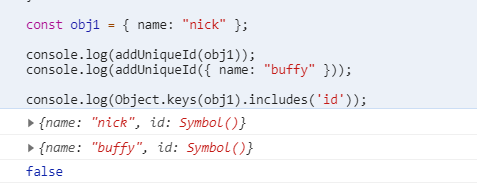 const obj1 = { name: "nick" };
console.log(addUniqueId(obj1));
console.log(addUniqueId({ name: "buffy" }));
console.log(Object.keys(obj1).includes('id'));
▸ {name: "nick", id: Symbol()}
▸ {name: "buffy", id: Symbol()}
false